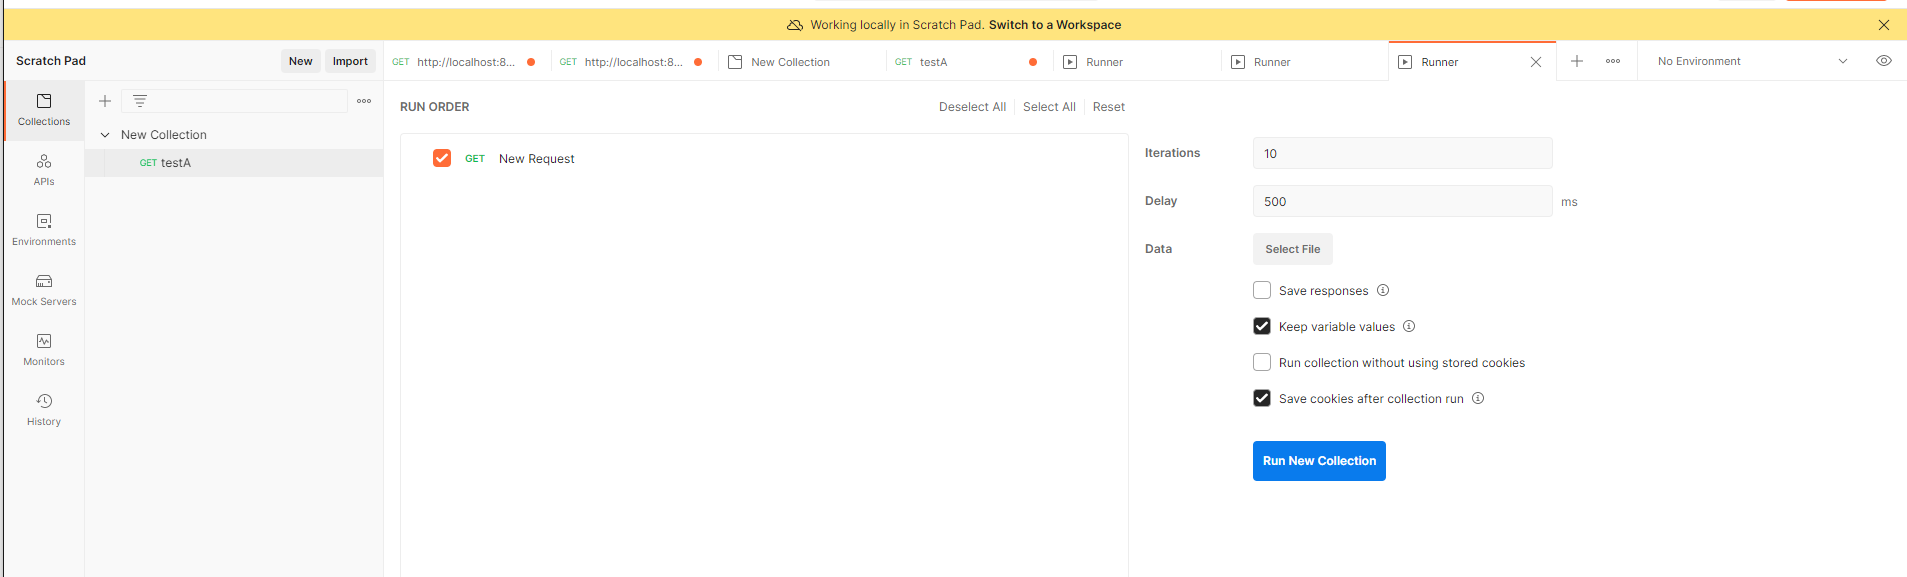 Working locally in Scratch Pad. Switch to a Workspace
Scratch Pad New Import
GET http://localhost:8... GET http://localhost:8... New Collection GET testA Runner Runner Runner No Environment
Collections
APIs
Environments
Mock Servers
Monitors
History
New Collection
GET testA
RUN ORDER Deselect All Select All Reset
GET New Request
Iterations 10
Delay 500 ms
Data Select File
Save responses
Keep variable values
Run collection without using stored cookies
Save cookies after collection run
Run New Collection